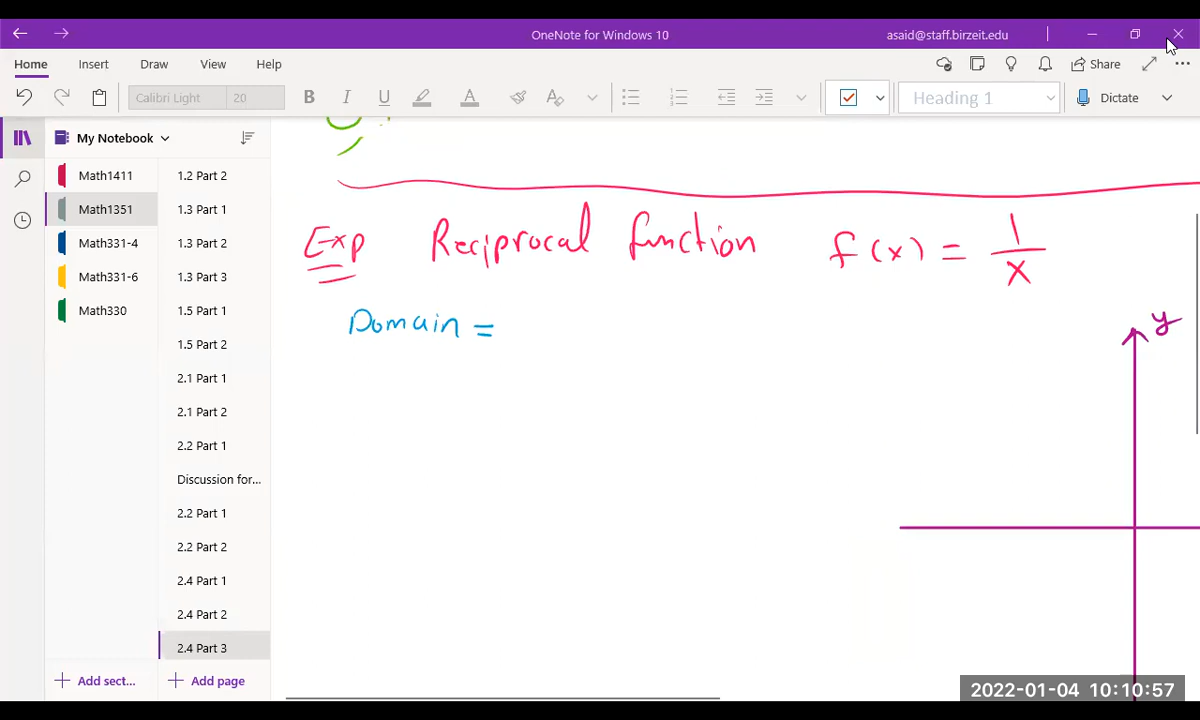 OneNote for Windows 10
asaid@staff.birzeit.edu
Home Insert Draw View Help
Share
Calibri Light 20 B I U A Heading 1 Dictate
My Notebook
Math1411
Math1351
Math331-4
Math331-6
Math330
Add sect...
1.2 Part 2
1.3 Part 1
1.3 Part 2
1.3 Part 3
1.5 Part 1
1.5 Part 2
2.1 Part 1
2.1 Part 2
2.2 Part 1
Discussion for...
2.2 Part 1
2.2 Part 2
2.4 Part 1
2.4 Part 2
2.4 Part 3
Add page
Exp Reciprocal function f(x) = 1/x
Domain =
y
2022-01-04 10:10:57